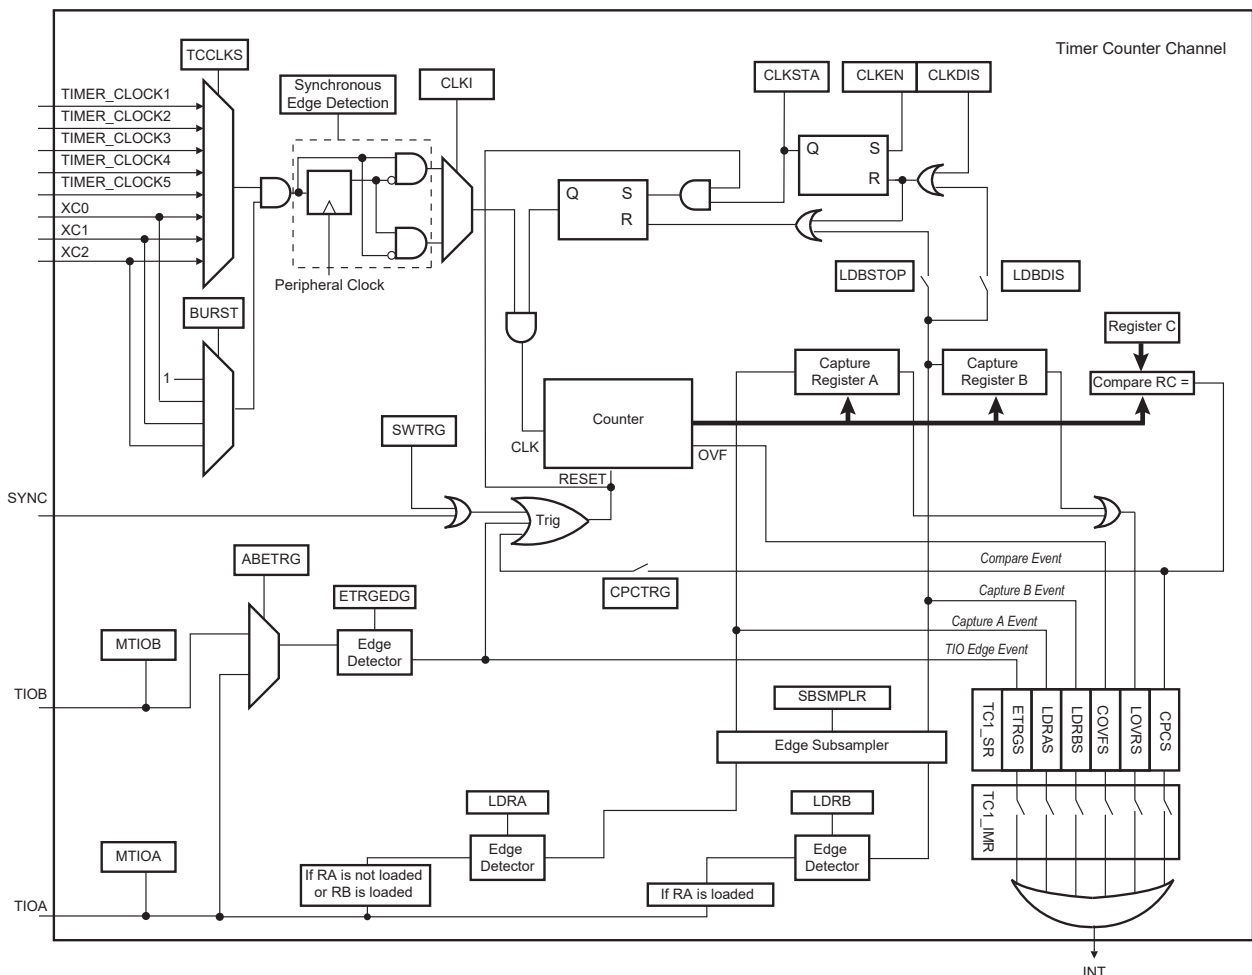 Timer Counter Channel
TCCLKS
CLKSTA
CLKEN
CLKDIS
Synchronous
Edge Detection
CLKI
TIMER_CLOCK1
TIMER_CLOCK2
TIMER_CLOCK3
TIMER_CLOCK4
TIMER_CLOCK5
XC0
XC1
XC2
Q
S
R
Q
S
R
Peripheral Clock
LDBSTOP
LDBDIS
BURST
Register C
1
Capture
Register A
Capture
Register B
Compare RC =
Counter
SWTRG
CLK
OVF
RESET
SYNC
Trig
ABETRG
Compare Event
CPCTRG
ETRGEDG
Capture B Event
MTIOB
Edge
Detector
Capture A Event
TIO Edge Event
TIOB
SBSMPLR
TC1_SR
ETRGS
LDRAS
LDRBS
COVFS
LOVRS
CPCS
Edge Subsampler
LDRA
LDRB
TC1_IMR
MTIOA
Edge
Detector
Edge
Detector
If RA is not loaded
or RB is loaded
If RA is loaded
TIOA
INT